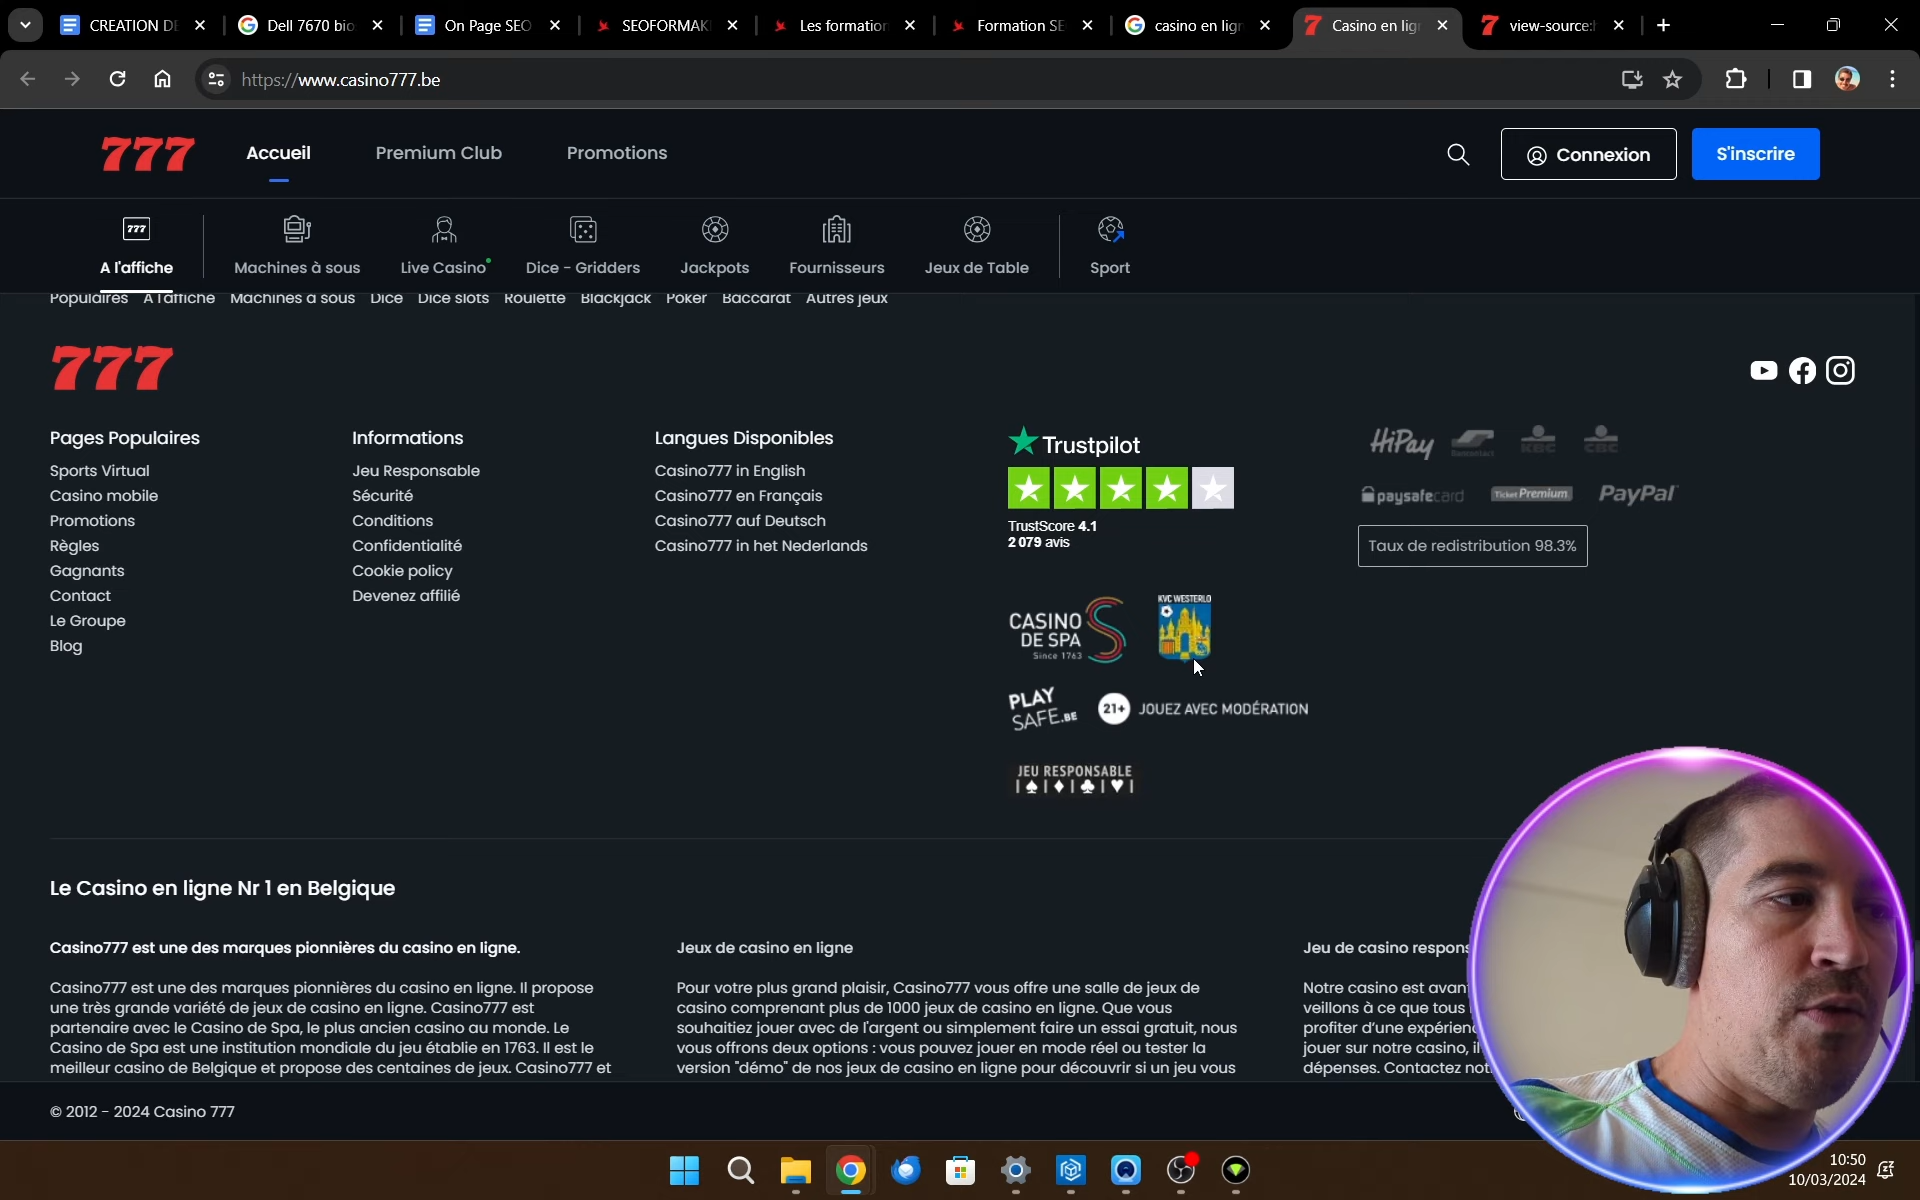 CREATION D
Dell 7670 bio
On Page SEO
SEOFORMAK
Les formation
Formation SE
casino en lign
Casino en lig
view-source:
https://www.casino777.be
777
Accueil
Premium Club
Promotions
Connexion
S'inscrire
777
A l'affiche
Machines à sous
Live Casino
Dice - Gridders
Jackpots
Fournisseurs
Jeux de Table
Sport
Populaires A l'affiche Machines à sous Dice Dice slots Roulette Blackjack Poker Baccarat Autres jeux
777
Pages Populaires
Sports Virtual
Casino mobile
Promotions
Règles
Gagnants
Contact
Le Groupe
Blog
Informations
Jeu Responsable
Sécurité
Conditions
Confidentialité
Cookie policy
Devenez affilié
Langues Disponibles
Casino777 in English
Casino777 en Français
Casino777 auf Deutsch
Casino777 in het Nederlands
Trustpilot
TrustScore 4.1
2 079 avis
CASINO
DE SPA
Since 1763
KVC WESTERLO
PLAY
SAFE.BE
21+ JOUEZ AVEC MODÉRATION
JEU RESPONSABLE
HiPay
Bancontact
KBC
CBC
paysafecard
Ticket Premium
PayPal
Taux de redistribution 98.3%
Le Casino en ligne Nr 1 en Belgique
Casino777 est une des marques pionnières du casino en ligne.
Casino777 est une des marques pionnières du casino en ligne. Il propose
une très grande variété de jeux de casino en ligne. Casino777 est
partenaire avec le Casino de Spa, le plus ancien casino au monde. Le
Casino de Spa est une institution mondiale du jeu établie en 1763. Il est le
meilleur casino de Belgique et propose des centaines de jeux. Casino777 et
Jeux de casino en ligne
Pour votre plus grand plaisir, Casino777 vous offre une salle de jeux de
casino comprenant plus de 1000 jeux de casino en ligne. Que vous
souhaitiez jouer avec de l'argent ou simplement faire un essai gratuit, nous
vous offrons deux options : vous pouvez jouer en mode réel ou tester la
version "démo" de nos jeux de casino en ligne pour découvrir si un jeu vous
Jeu de casino respons
Notre casino est avan
veillons à ce que tous
profiter d'une expérien
jouer sur notre casino, il
dépenses. Contactez not
© 2012 - 2024 Casino 777
10:50
10/03/2024